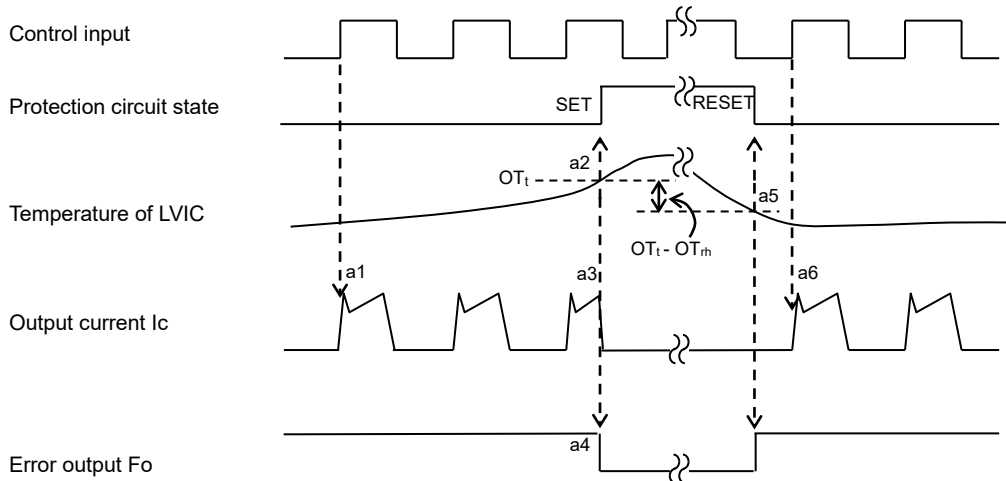 Control input
Protection circuit state
SET
RESET
a2
OTt
a5
Temperature of LVIC
OTt - OTrh
a1
a3
a6
Output current Ic
a4
Error output Fo